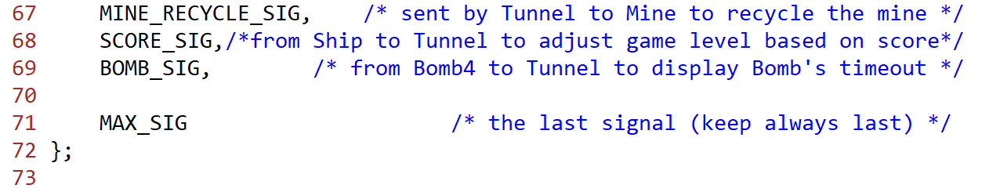 67 MINE_RECYCLE_SIG, /* sent by Tunnel to Mine to recycle the mine */
68 SCORE_SIG,/*from Ship to Tunnel to adjust game level based on score*/
69 BOMB_SIG, /* from Bomb4 to Tunnel to display Bomb's timeout */
70
71 MAX_SIG /* the last signal (keep always last) */
72 };
73